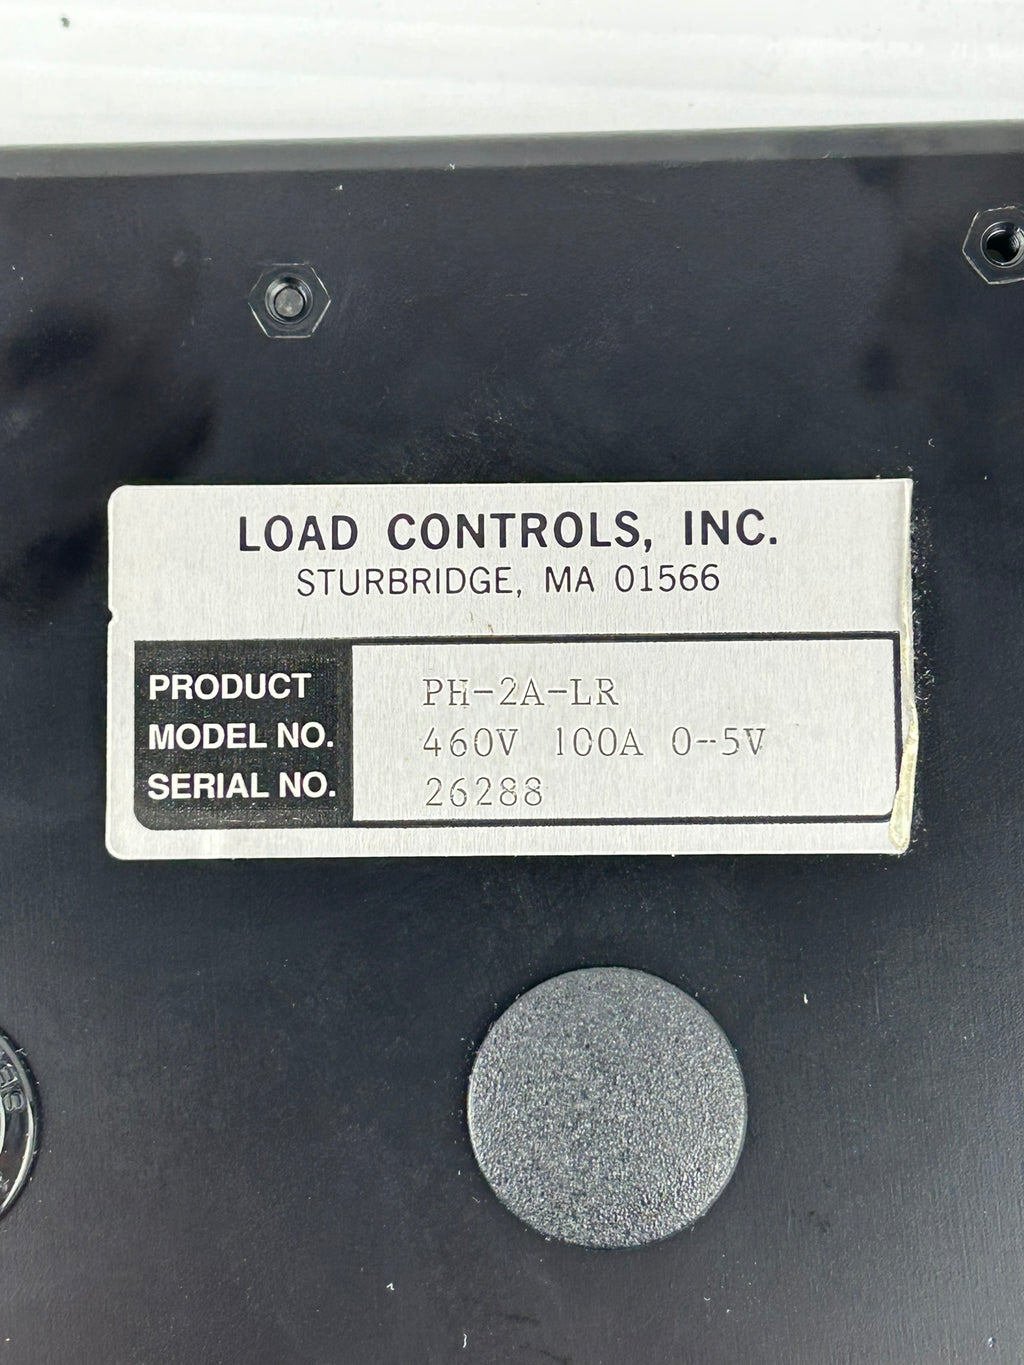 LOAD CONTROLS, INC.
STURBRIDGE, MA 01566
PRODUCT PH-2A-LR
MODEL NO. 460V 100A 0-5V
SERIAL NO. 26288